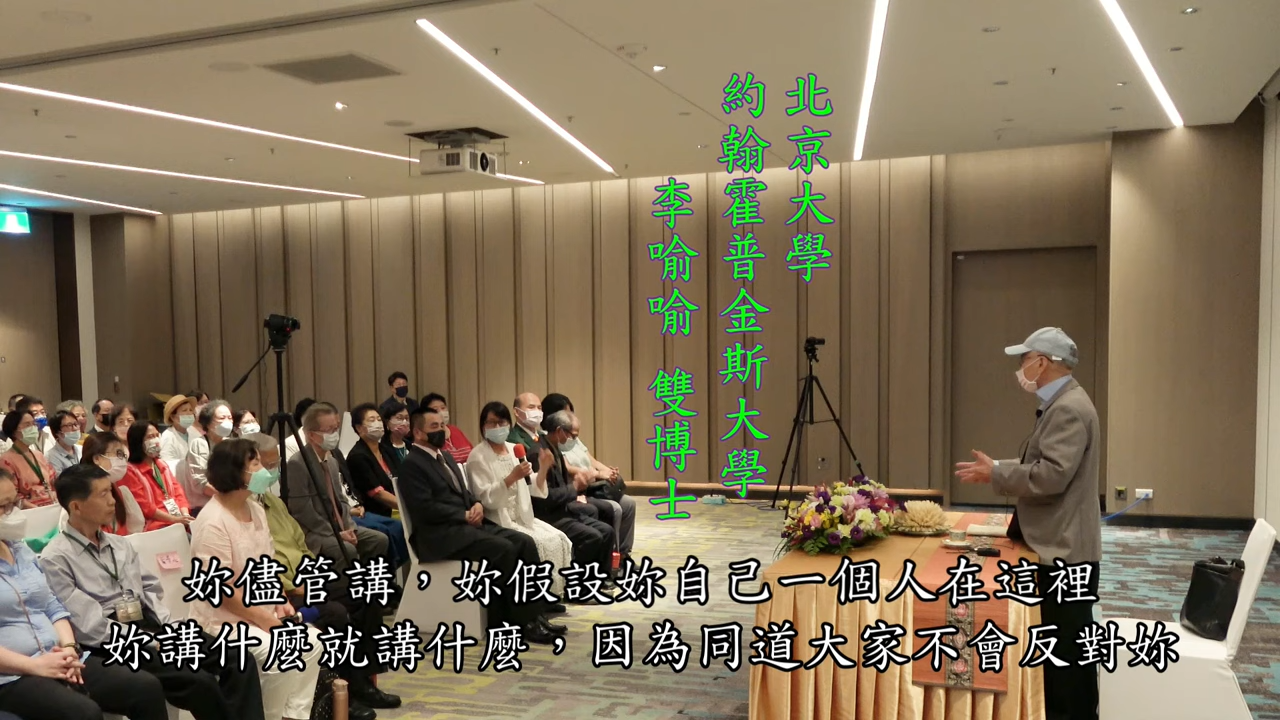 北京大學
約翰霍普金斯大學
李喻喻 雙博士
妳儘管講，妳假設妳自己一個人在這裡
妳講什麼就講什麼，因為同道大家不會反對妳